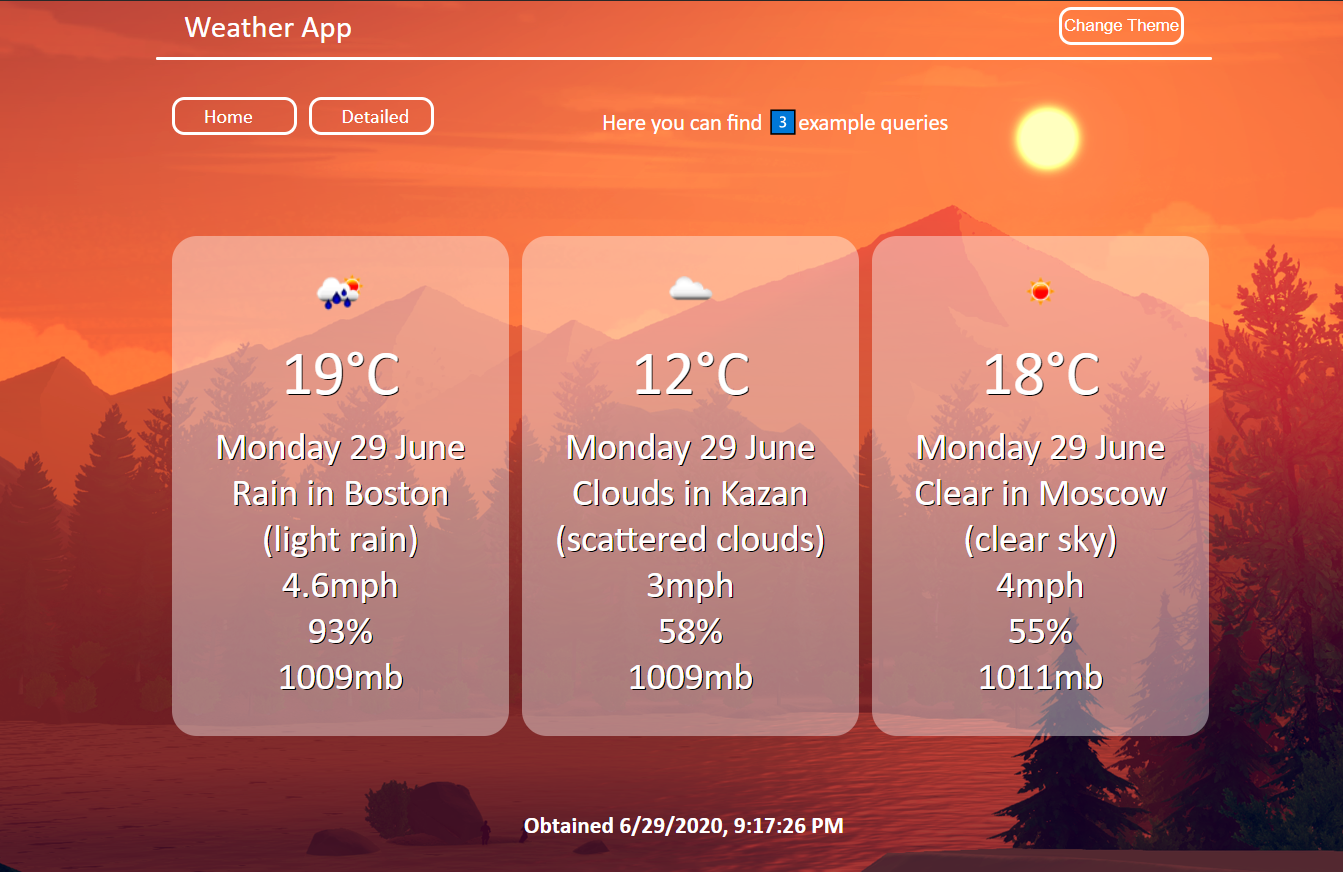 Weather App
Change Theme
Home
Detailed
Here you can find 3 example queries
19°C
Monday 29 June
Rain in Boston
(light rain)
4.6mph
93%
1009mb
12°C
Monday 29 June
Clouds in Kazan
(scattered clouds)
3mph
58%
1009mb
18°C
Monday 29 June
Clear in Moscow
(clear sky)
4mph
55%
1011mb
Obtained 6/29/2020, 9:17:26 PM